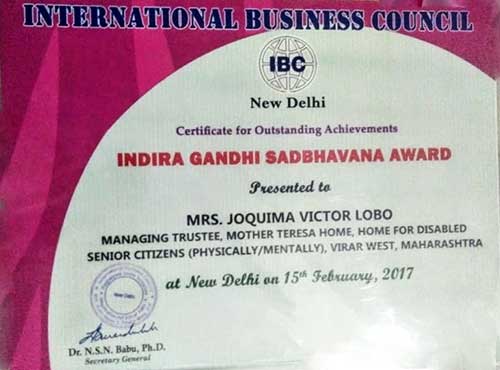 INTERNATIONAL BUSINESS COUNCIL
IBC
New Delhi
Certificate for Outstanding Achievements
INDIRA GANDHI SADBHAVANA AWARD
Presented to
MRS. JOQUIMA VICTOR LOBO
MANAGING TRUSTEE, MOTHER TERESA HOME, HOME FOR DISABLED
SENIOR CITIZENS (PHYSICALLY/MENTALLY), VIRAR WEST, MAHARASHTRA
at New Delhi on 15th February, 2017
New Delhi
Dr. N.S.N. Babu, Ph.D.
Secretary General